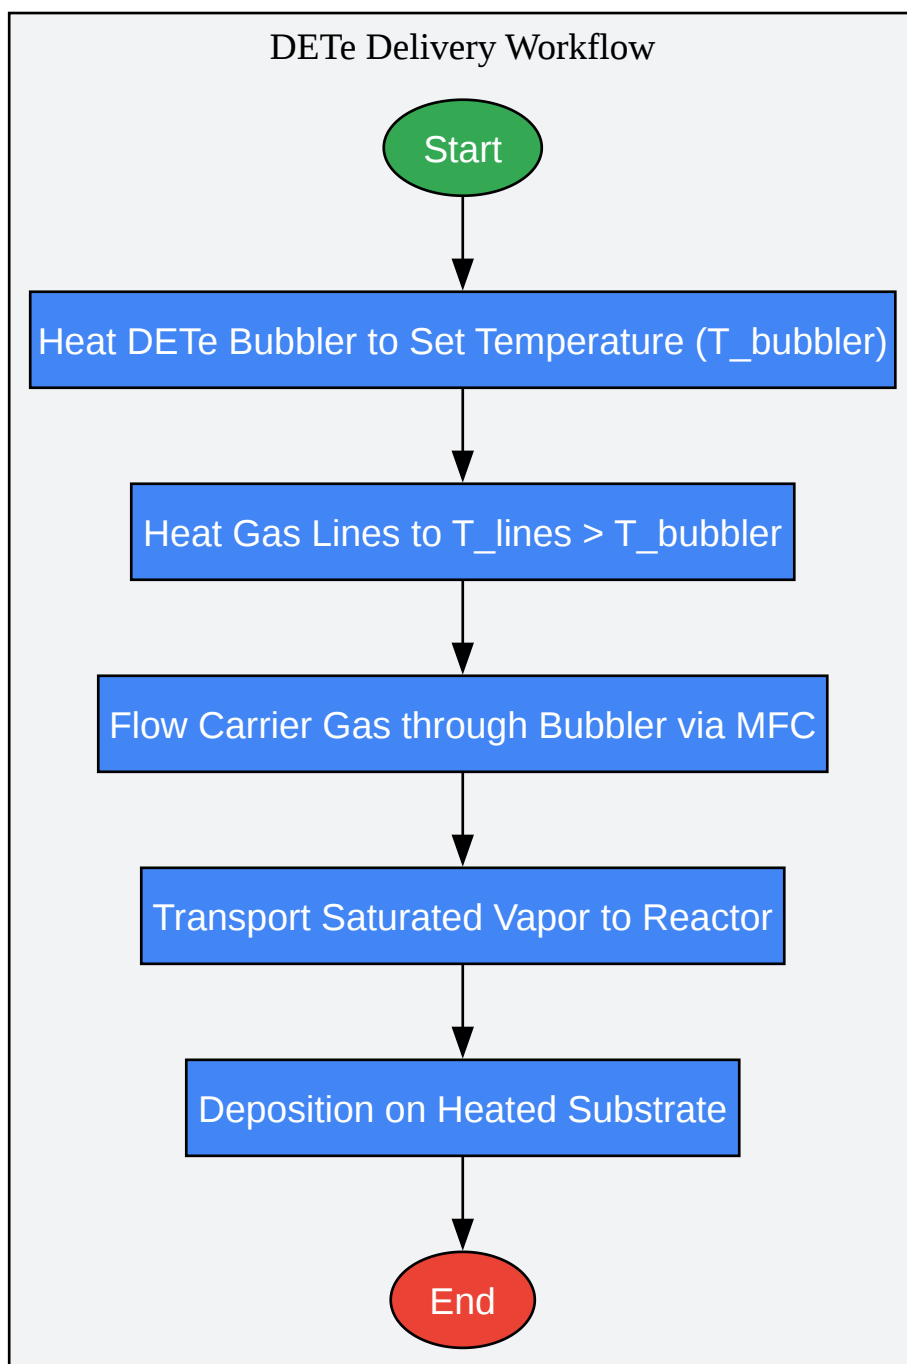 DETe Delivery Workflow
Start
Heat DETe Bubbler to Set Temperature (T_bubbler)
Heat Gas Lines to T_lines > T_bubbler
Flow Carrier Gas through Bubbler via MFC
Transport Saturated Vapor to Reactor
Deposition on Heated Substrate
End